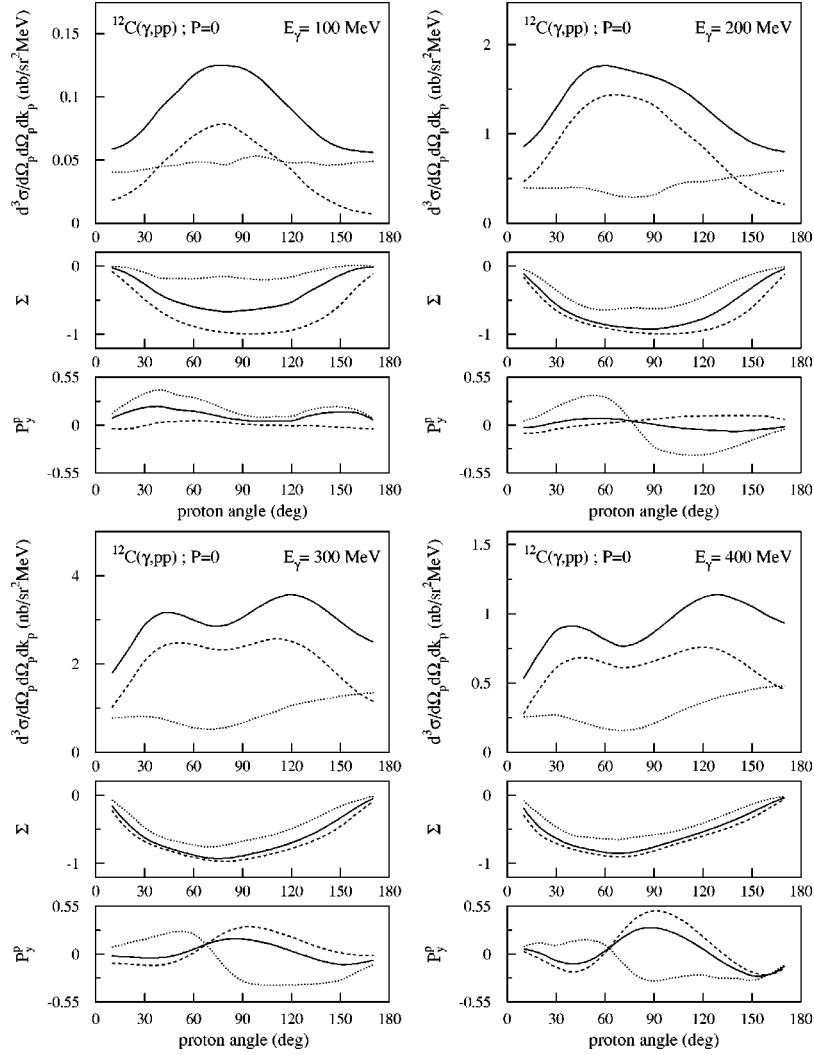 ¹²C(γ,pp) ; P=0 E_γ= 100 MeV
d³σ/dΩ_p dΩ_p dk_p (nb/sr²MeV)
0.15
0.1
0.05
0
0 30 60 90 120 150 180
Σ
0
-1
0 30 60 90 120 150 180
P_y^p
0.55
0
-0.55
0 30 60 90 120 150 180
proton angle (deg)
¹²C(γ,pp) ; P=0 E_γ= 200 MeV
d³σ/dΩ_p dΩ_p dk_p (nb/sr²MeV)
2
1
0
0 30 60 90 120 150 180
Σ
0
-1
0 30 60 90 120 150 180
P_y^p
0.55
0
-0.55
0 30 60 90 120 150 180
proton angle (deg)
¹²C(γ,pp) ; P=0 E_γ= 300 MeV
d³σ/dΩ_p dΩ_p dk_p (nb/sr²MeV)
4
2
0
0 30 60 90 120 150 180
Σ
0
-1
0 30 60 90 120 150 180
P_y^p
0.55
0
-0.55
0 30 60 90 120 150 180
proton angle (deg)
¹²C(γ,pp) ; P=0 E_γ= 400 MeV
d³σ/dΩ_p dΩ_p dk_p (nb/sr²MeV)
1.5
1
0.5
0
0 30 60 90 120 150 180
Σ
0
-1
0 30 60 90 120 150 180
P_y^p
0.55
0
-0.55
0 30 60 90 120 150 180
proton angle (deg)